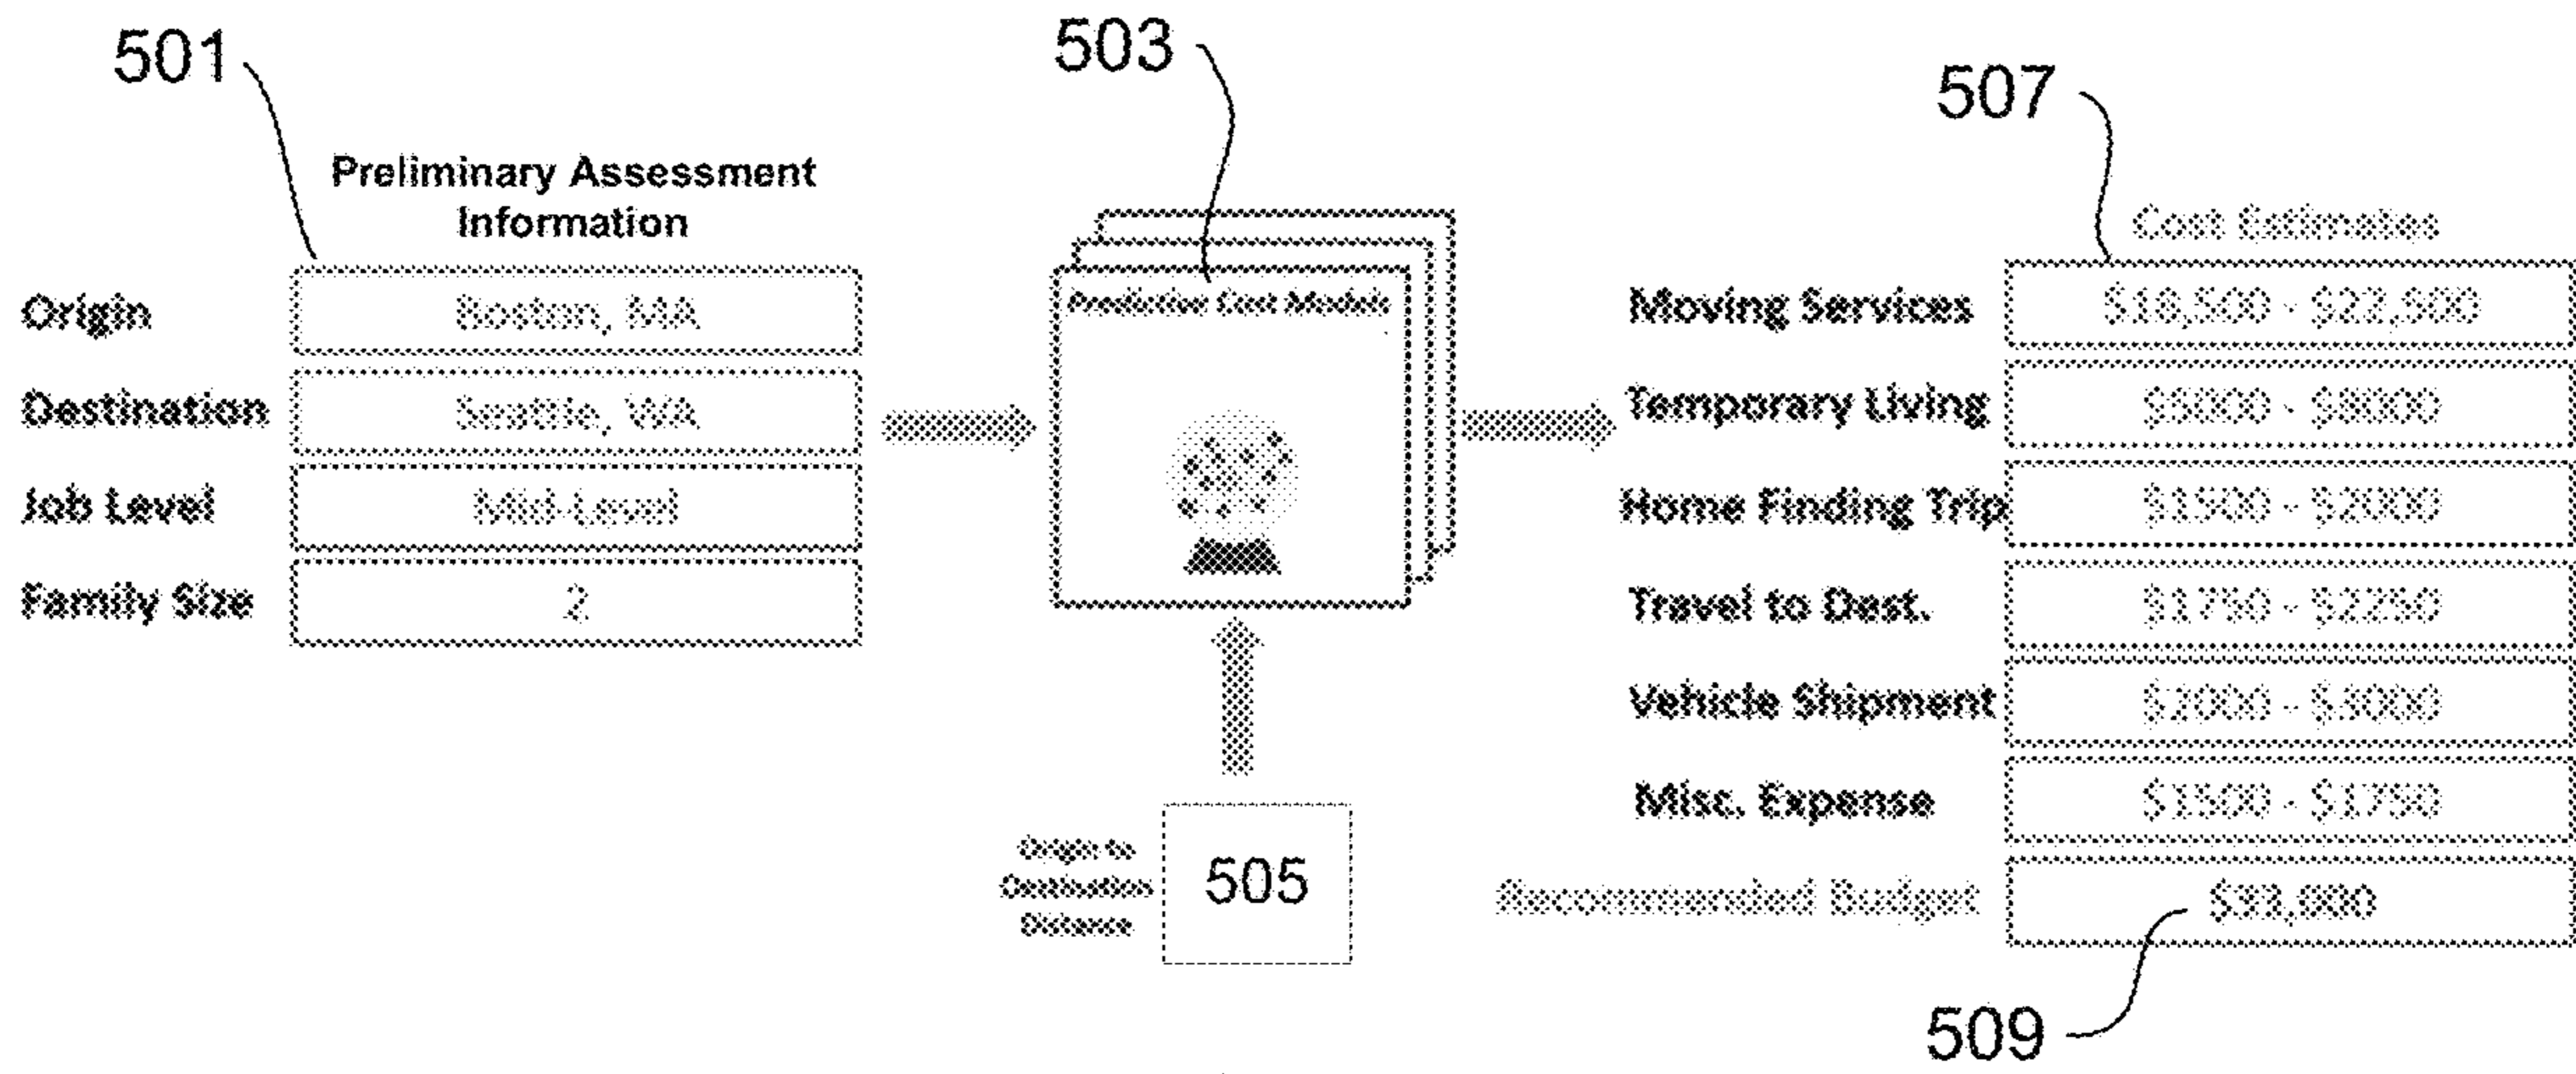 501
503
507
Preliminary Assessment
Information
Cost Estimates
Origin
Boston, MA
Destination
Seattle, WA
Job Level
Mid-Level
Family Size
2
Predictive Cost Models
Origin to
Destination
Distance
505
Moving Services
- $22,500
Temporary Living
$5000 - $8000
Home Finding Trip
$1500 - $2000
Travel to Dest.
$1750 - $2250
Vehicle Shipment
$2000 - $3000
Misc. Expense
$1500 - $1750
Recommended Budget
509